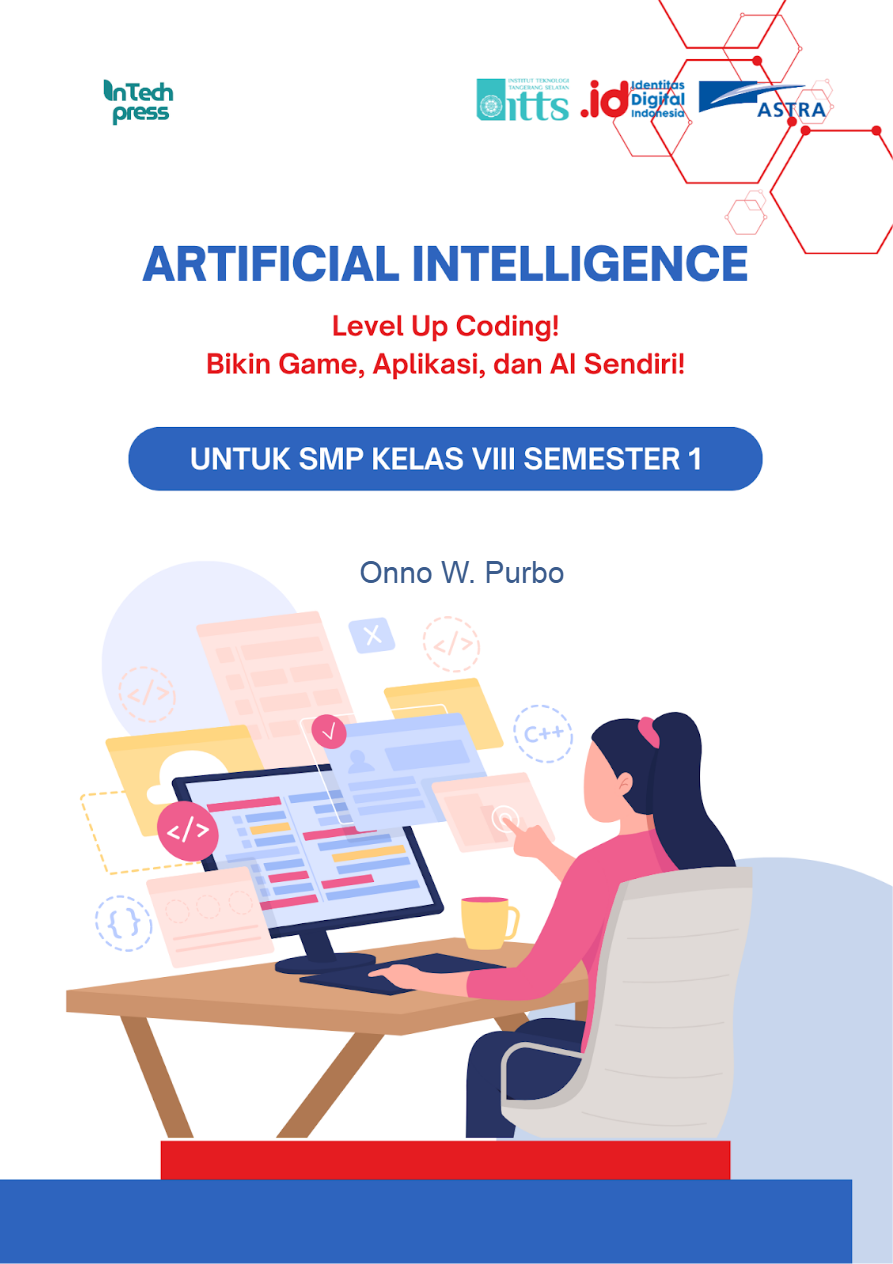 InTech
press
INSTITUT TEKNOLOGI
TANGERANG SELATAN
itts
.id
Identitas
Digital
Indonesia
ASTRA
ARTIFICIAL INTELLIGENCE
Level Up Coding!
Bikin Game, Aplikasi, dan AI Sendiri!
UNTUK SMP KELAS VIII SEMESTER 1
Onno W. Purbo
X
</>
</>
C++
</>
{ }